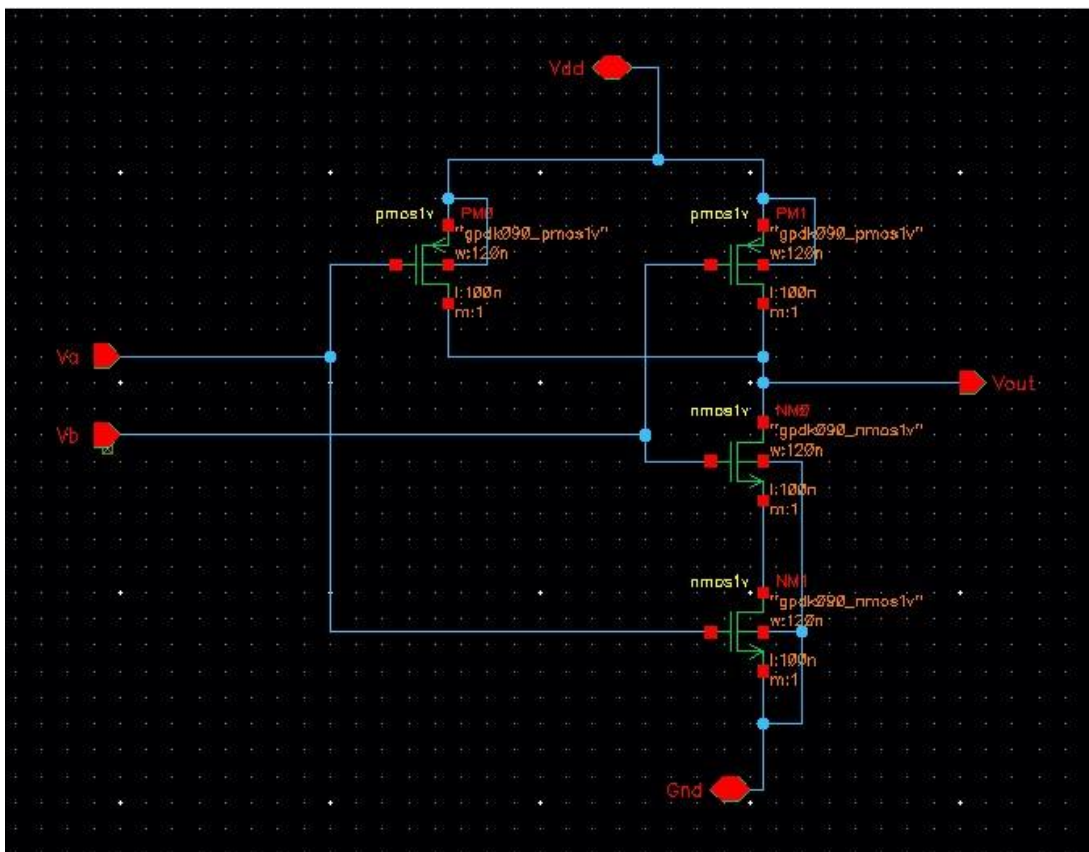 Vdd
pmos1v PM0
"gpdk090_pmos1v"
w:120n
l:100n
m:1
pmos1v PM1
"gpdk090_pmos1v"
w:120n
l:100n
m:1
Va
Vb
Vout
nmos1v NM0
"gpdk090_nmos1v"
w:120n
l:100n
m:1
nmos1v NM1
"gpdk090_nmos1v"
w:120n
l:100n
m:1
Gnd